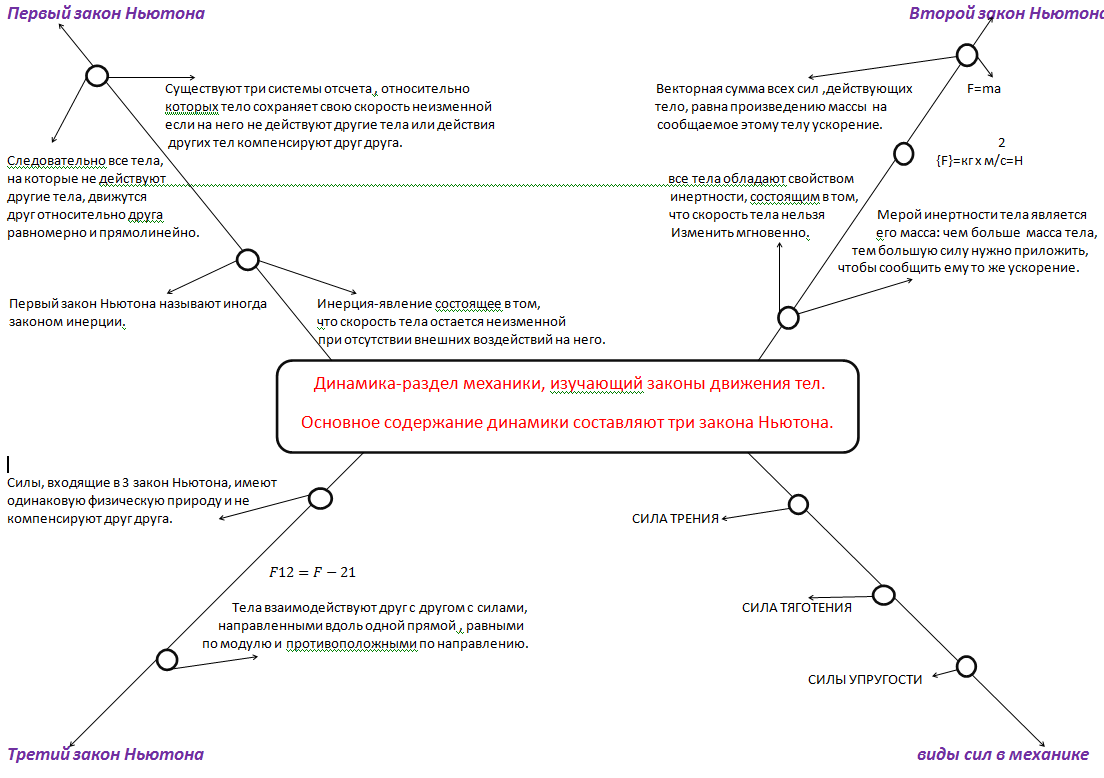 Первый закон Ньютона
Второй закон Ньютона
Существуют три системы отсчета , относительно
которых тело сохраняет свою скорость неизменной
если на него не действуют другие тела или действия
других тел компенсируют друг друга.
Следовательно все тела,
на которые не действуют
другие тела, движутся
друг относительно друга
равномерно и прямолинейно.
Первый закон Ньютона называют иногда
законом инерции.
Инерция-явление состоящее в том,
что скорость тела остается неизменной
при отсутствии внешних воздействий на него.
Векторная сумма всех сил ,действующих
тело, равна произведению массы на
сообщаемое этому телу ускорение.
F=ma
2
{F}=кг х м/с=Н
все тела обладают свойством
инертности, состоящим в том,
что скорость тела нельзя
Изменить мгновенно.
Мерой инертности тела является
его масса: чем больше масса тела,
тем большую силу нужно приложить,
чтобы сообщить ему то же ускорение.
Динамика-раздел механики, изучающий законы движения тел.
Основное содержание динамики составляют три закона Ньютона.
Силы, входящие в 3 закон Ньютона, имеют
одинаковую физическую природу и не
компенсируют друг друга.
F12 = F − 21
Тела взаимодействуют друг с другом с силами,
направленными вдоль одной прямой , равными
по модулю и противоположными по направлению.
СИЛА ТРЕНИЯ
СИЛА ТЯГОТЕНИЯ
СИЛЫ УПРУГОСТИ
Третий закон Ньютона
виды сил в механике